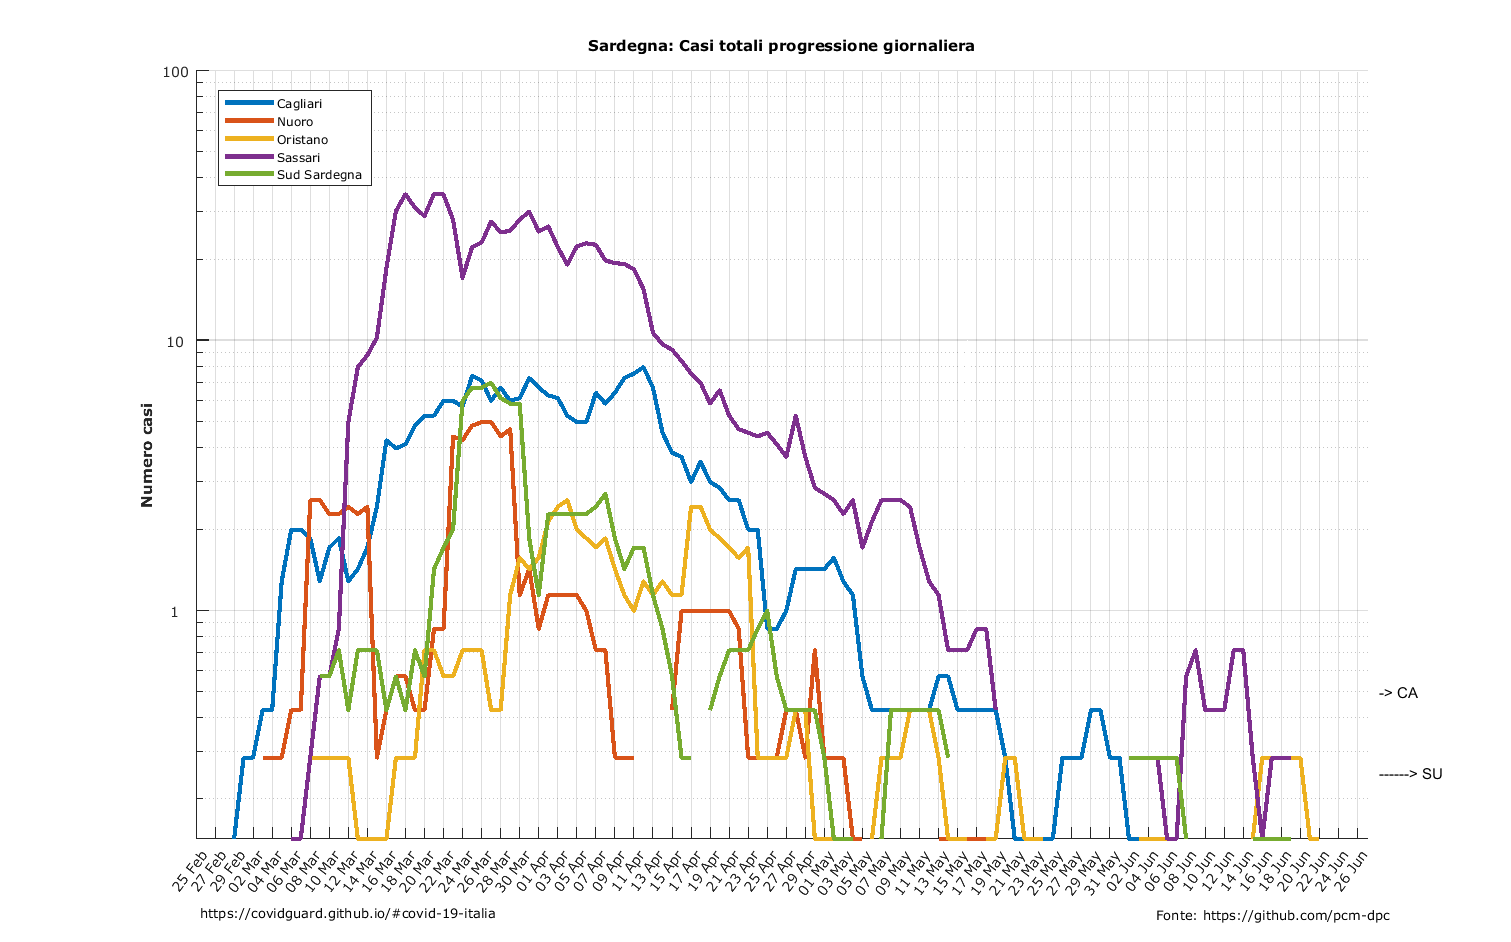 Sardegna: Casi totali progressione giornaliera
100
10
1
Numero casi
Cagliari
Nuoro
Oristano
Sassari
Sud Sardegna
-> CA
------> SU
25 Feb
27 Feb
29 Feb
02 Mar
04 Mar
06 Mar
08 Mar
10 Mar
12 Mar
14 Mar
16 Mar
18 Mar
20 Mar
22 Mar
24 Mar
26 Mar
28 Mar
30 Mar
01 Apr
03 Apr
05 Apr
07 Apr
09 Apr
11 Apr
13 Apr
15 Apr
17 Apr
19 Apr
21 Apr
23 Apr
25 Apr
27 Apr
29 Apr
01 May
03 May
05 May
07 May
09 May
11 May
13 May
15 May
17 May
19 May
21 May
23 May
25 May
27 May
29 May
31 May
02 Jun
04 Jun
06 Jun
08 Jun
10 Jun
12 Jun
14 Jun
16 Jun
18 Jun
20 Jun
22 Jun
24 Jun
26 Jun
https://covidguard.github.io/#covid-19-italia
Fonte: https://github.com/pcm-dpc